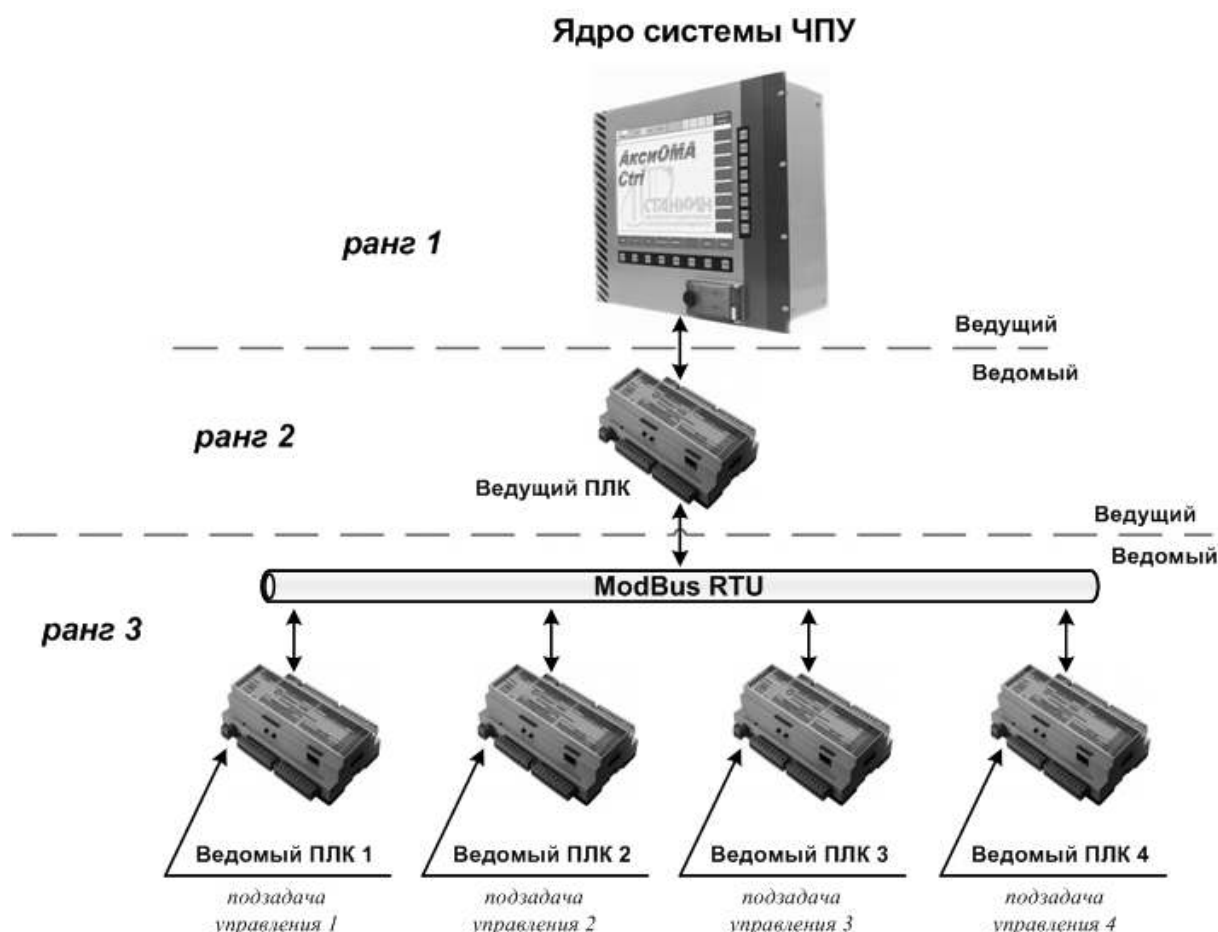 Ядро системы ЧПУ
АксиОМА
Ctrl
СТАНКИН
ранг 1
Ведущий
Ведомый
ранг 2
Ведущий ПЛК
Ведущий
Ведомый
ModBus RTU
ранг 3
Ведомый ПЛК 1
Ведомый ПЛК 2
Ведомый ПЛК 3
Ведомый ПЛК 4
подзадача
управления 1
подзадача
управления 2
подзадача
управления 3
подзадача
управления 4